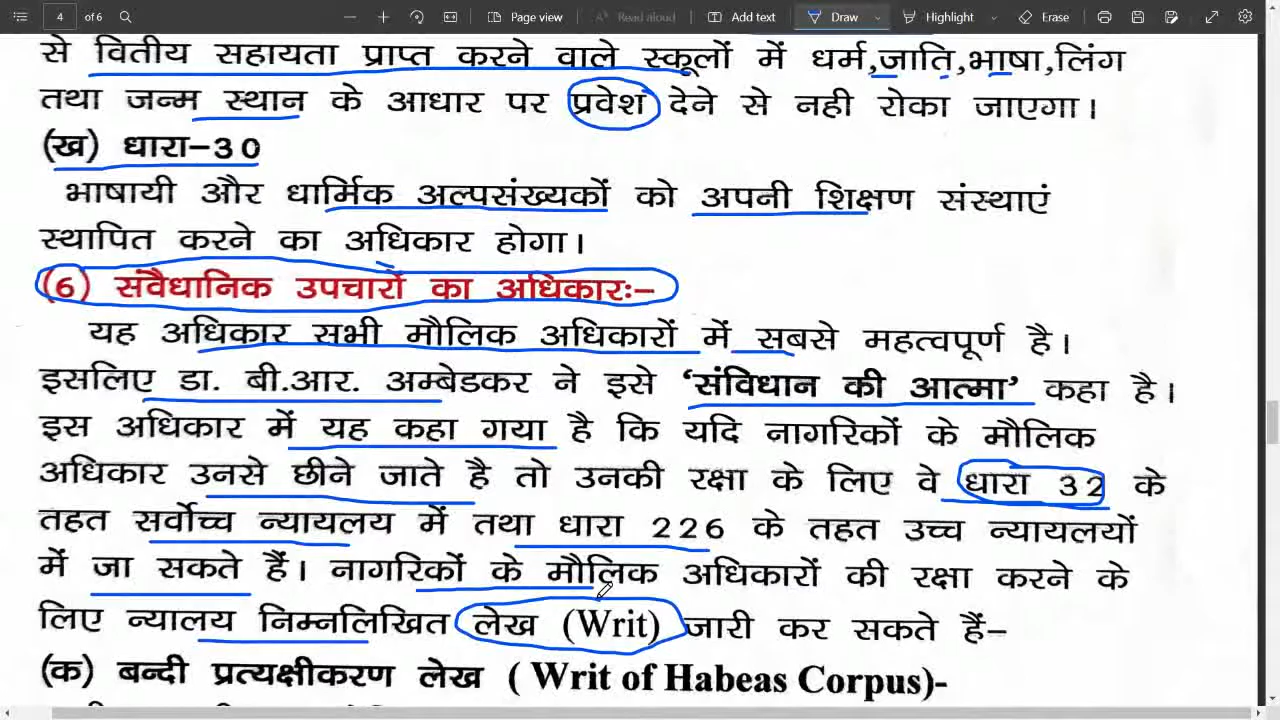 4 of 6
Page view
Read aloud
Add text
Draw
Highlight
Erase
से वितीय सहायता प्राप्त करने वाले स्कूलों में धर्म,जाति,भाषा,लिंग
तथा जन्म स्थान के आधार पर प्रवेश देने से नही रोका जाएगा।
(ख) धारा–30
भाषायी और धार्मिक अल्पसंख्यकों को अपनी शिक्षण संस्थाएं
स्थापित करने का अधिकार होगा।
(6) संवैधानिक उपचारों का अधिकारः–
यह अधिकार सभी मौलिक अधिकारों में सबसे महत्वपूर्ण है।
इसलिए डा. बी.आर. अम्बेडकर ने इसे ‘संविधान की आत्मा’ कहा है।
इस अधिकार में यह कहा गया है कि यदि नागरिकों के मौलिक
अधिकार उनसे छीने जाते है तो उनकी रक्षा के लिए वे धारा 32 के
तहत सर्वोच्च न्यायलय में तथा धारा 226 के तहत उच्च न्यायलयों
में जा सकते हैं। नागरिकों के मौलिक अधिकारों की रक्षा करने के
लिए न्यालय निम्नलिखित लेख (Writ) जारी कर सकते हैं–
(क) बन्दी प्रत्यक्षीकरण लेख ( Writ of Habeas Corpus)-